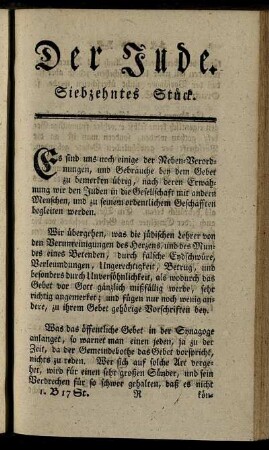 Der Jude.
Siebzehntes Stück.
Es sind uns noch einige der Neben-Verord-
nungen, und Gebräuche bey dem Gebet
zu bemerken übrig, nach deren Erwäh-
nung wir den Juden in die Gesellschaft mit andern
Menschen, und zu seinen ordentlichem Geschäfften
begleiten werden.
Wir übergehen, was die jüdischen Lehrer von
den Verunreinigungen des Herzens, und des Mun-
des eines Betenden, durch falsche Eydschwüre,
Verleumdungen, Ungerechtigkeit, Betrug, und
besonders durch Unversöhnlichkeit, als wodurch das
Gebet vor Gott gänzlich mißfällig werde, sehr
richtig angemerket; und fügen nur noch wenig an-
dere, zu ihrem Gebet gehörige Vorschriften bey.
Was das öffentliche Gebet in der Synagoge
anlanget, so warnet man einen jeden, ja zu der
Zeit, da der Gemeindebothe das Gebet vorspricht,
nichts zu reden. Wer sich auf solche Art verge-
het, wird für einen sehr großen Sünder, und sein
Verbrechen für so schwer gehalten, daß es nicht
1. B 17 St. R kön-